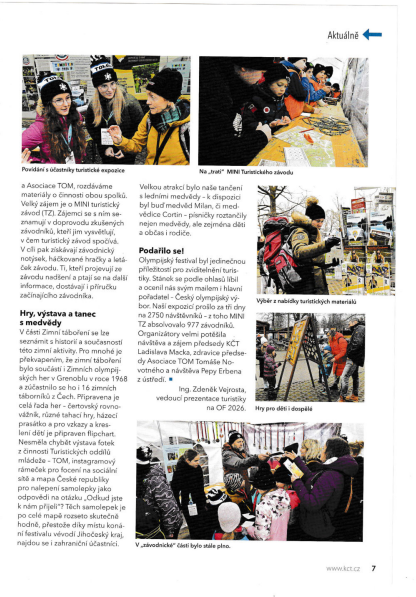 Aktuálně
Povídání s účastníky turistické expozice
Na „trati" MINI Turistického závodu
a Asociace TOM, rozdáváme
materiály o činnosti obou spolků.
Velký zájem je o MINI turistický
závod (TZ). Zájemci se s ním se-
znamují v doprovodu zkušených
závodníků, kteří jim vysvětlují,
v čem turistický závod spočívá.
V cíli pak získávají závodnický
notýsek, háčkované hračky a letá-
ček závodu. Ti, kteří projevují ze
závodu nadšení a ptají se na další
informace, dostávají i příručku
začínajícího závodníka.
Hry, výstava a tanec
s medvědy
V části Zimní táboření se lze
seznámit s historií a současností
této zimní aktivity. Pro mnohé je
překvapením, že zimní táboření
bylo součástí i Zimních olympij-
ských her v Grenoblu v roce 1968
a zúčastnilo se ho i 16 zimních
táborníků z Čech. Připravena je
celá řada her – čertovský rovno-
vážník, různé tahací hry, házecí
prasátko a pro vzkazy a kres-
lení dětí je připraven flipchart.
Nesměla chybět výstava fotek
z činnosti Turistických oddílů
mládeže – TOM, instagramový
rámeček pro focení na sociální
sítě a mapa České republiky
pro nalepení samolepky jako
odpovědi na otázku „Odkud jste
k nám přijeli"? Těch samolepek je
po celé mapě rozseto skutečně
hodně, přestože díky místu koná-
ní festivalu vévodí Jihočeský kraj,
najdou se i zahraniční účastníci.
Velkou atrakcí bylo naše tančení
s ledními medvědy – k dispozici
byl buď medvěd Milan, či med-
vědice Cortin – písničky roztančily
nejen medvědy, ale zejména děti
a občas i rodiče.
Podařilo se!
Olympijský festival byl jedinečnou
příležitostí pro zviditelnění turis-
tiky. Stánek se podle ohlasů líbil
a ocenil nás svým mailem i hlavní
pořadatel – Český olympijský vý-
bor. Naší expozicí prošlo za tři dny
na 2750 návštěvníků – z toho MINI
TZ absolvovalo 977 závodníků.
Organizátory velmi potěšila
návštěva a zájem předsedy KČT
Ladislava Macka, zdravice předse-
dy Asociace TOM Tomáše No-
votného a návštěva Pepy Erbena
z ústředí.
Ing. Zdeněk Vejrosta,
vedoucí prezentace turistiky
na OF 2026.
Výběr z nabídky turistických materiálů
Hry pro děti i dospělé
V „závodnické" části bylo stále plno.
www.kct.cz 7